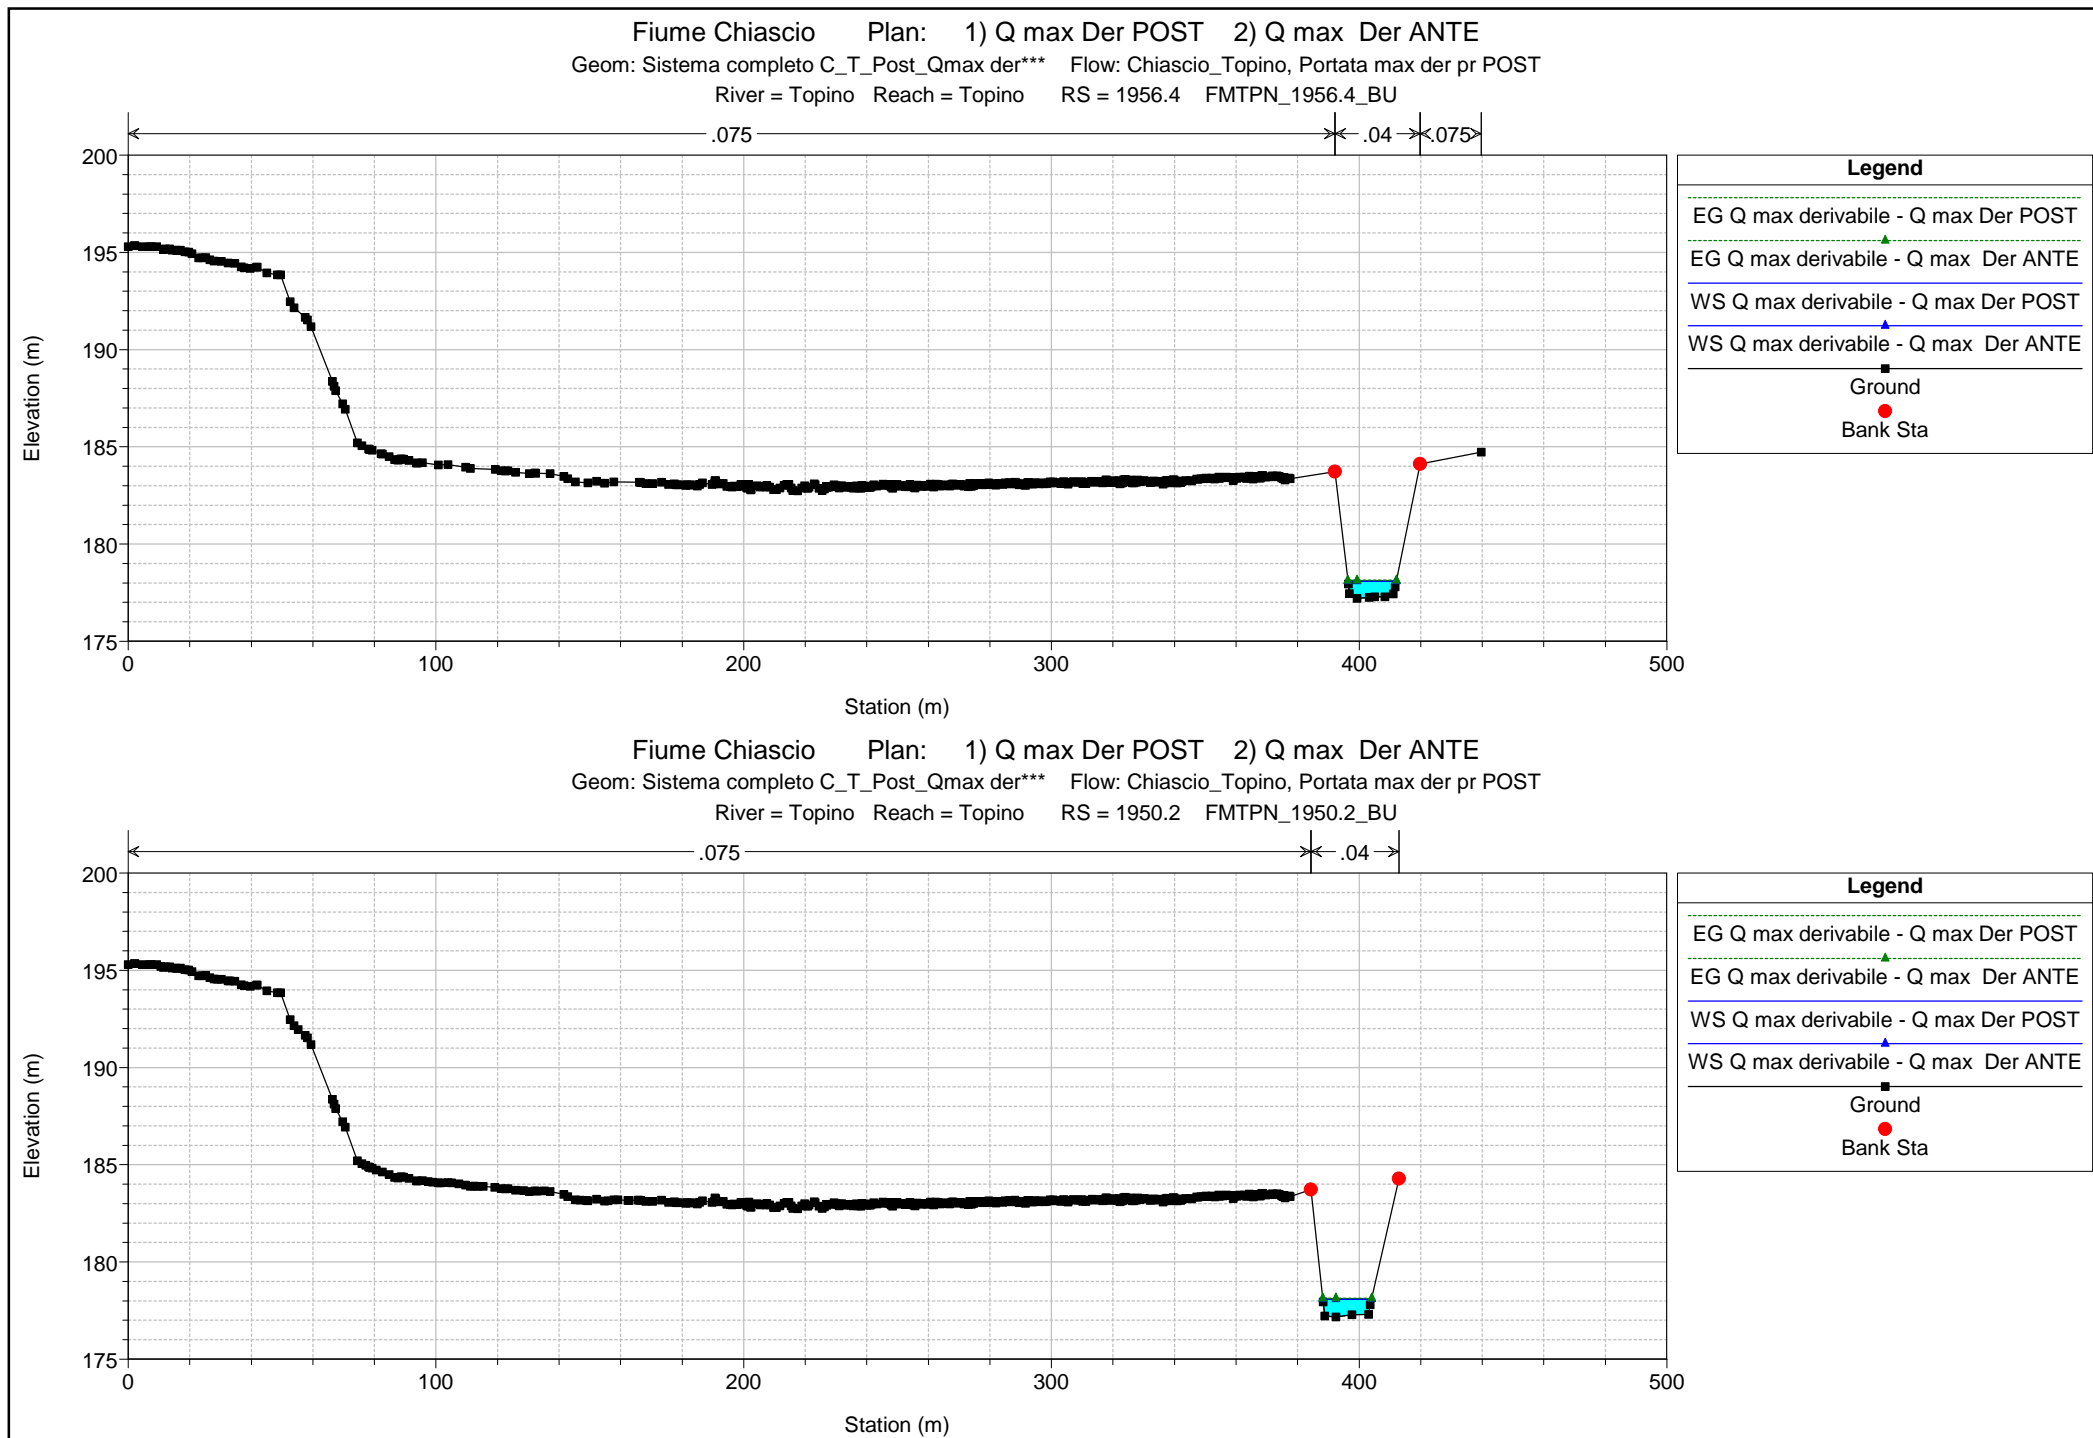 Fiume Chiascio Plan: 1) Q max Der POST 2) Q max Der ANTE
Geom: Sistema completo C_T_Post_Qmax der*** Flow: Chiascio_Topino, Portata max der pr POST
River = Topino Reach = Topino RS = 1956.4 FMTPN_1956.4_BU
.075 .04 .075
200
195
190
185
180
175
Elevation (m)
0 100 200 300 400 500
Station (m)
Legend
EG Q max derivabile - Q max Der POST
EG Q max derivabile - Q max Der ANTE
WS Q max derivabile - Q max Der POST
WS Q max derivabile - Q max Der ANTE
Ground
Bank Sta
Fiume Chiascio Plan: 1) Q max Der POST 2) Q max Der ANTE
Geom: Sistema completo C_T_Post_Qmax der*** Flow: Chiascio_Topino, Portata max der pr POST
River = Topino Reach = Topino RS = 1950.2 FMTPN_1950.2_BU
.075 .04
200
195
190
185
180
175
Elevation (m)
0 100 200 300 400 500
Station (m)
Legend
EG Q max derivabile - Q max Der POST
EG Q max derivabile - Q max Der ANTE
WS Q max derivabile - Q max Der POST
WS Q max derivabile - Q max Der ANTE
Ground
Bank Sta